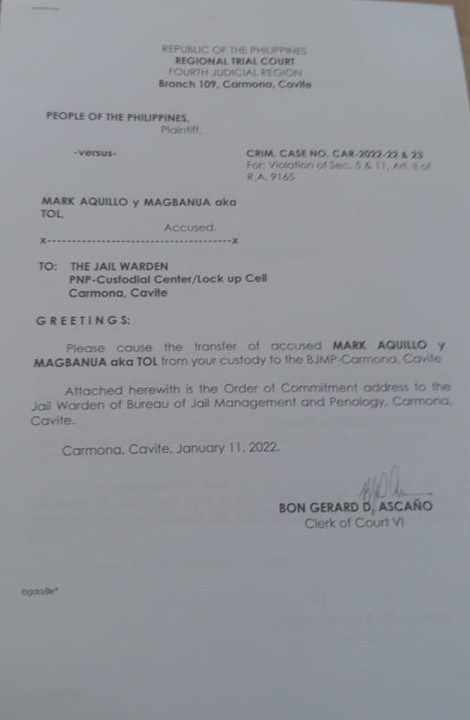 REPUBLIC OF THE PHILIPPINES
REGIONAL TRIAL COURT
FOURTH JUDICIAL REGION
Branch 109, Carmona, Cavite
PEOPLE OF THE PHILIPPINES,
Plaintiff,
-versus-
CRIM. CASE NO. CAR-2022-22 & 23
For: Violation of Sec. 5 & 11, Art. II of
R.A. 9165
MARK AQUILLO y MAGBANUA aka
TOL,
Accused.
x-------------------------------------x
TO: THE JAIL WARDEN
PNP-Custodial Center/Lock up Cell
Carmona, Cavite
GREETINGS:
Please cause the transfer of accused MARK AQUILLO y
MAGBANUA aka TOL from your custody to the BJMP-Carmona, Cavite
Attached herewith is the Order of Commitment address to the
Jail Warden of Bureau of Jail Management and Penology, Carmona,
Cavite.
Carmona, Cavite, January 11, 2022.
BON GERARD D. ASCAÑO
Clerk of Court VI